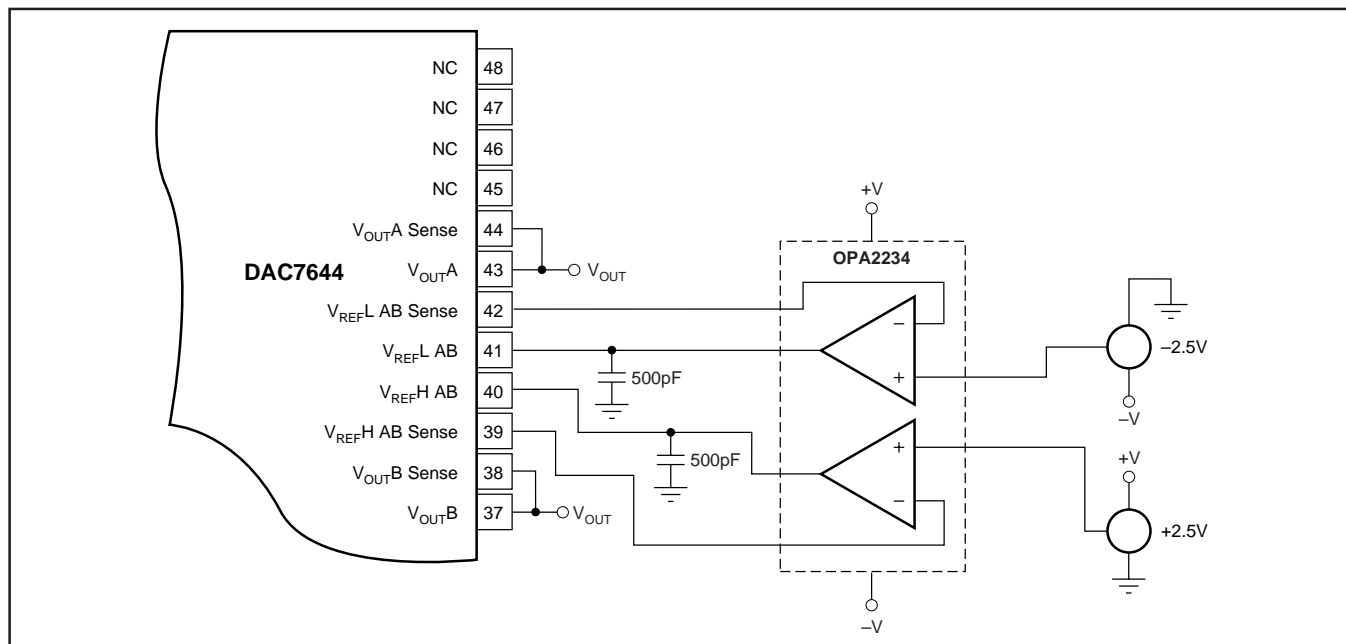 DAC7644
NC 48
NC 47
NC 46
NC 45
VOUTA Sense 44
VOUTA 43
VOUT
VREFL AB Sense 42
VREFL AB 41
VREFH AB 40
VREFH AB Sense 39
VOUTB Sense 38
VOUTB 37
VOUT
500pF
500pF
+V
OPA2234
–
+
+
–
–V
–2.5V
–V
+V
+2.5V